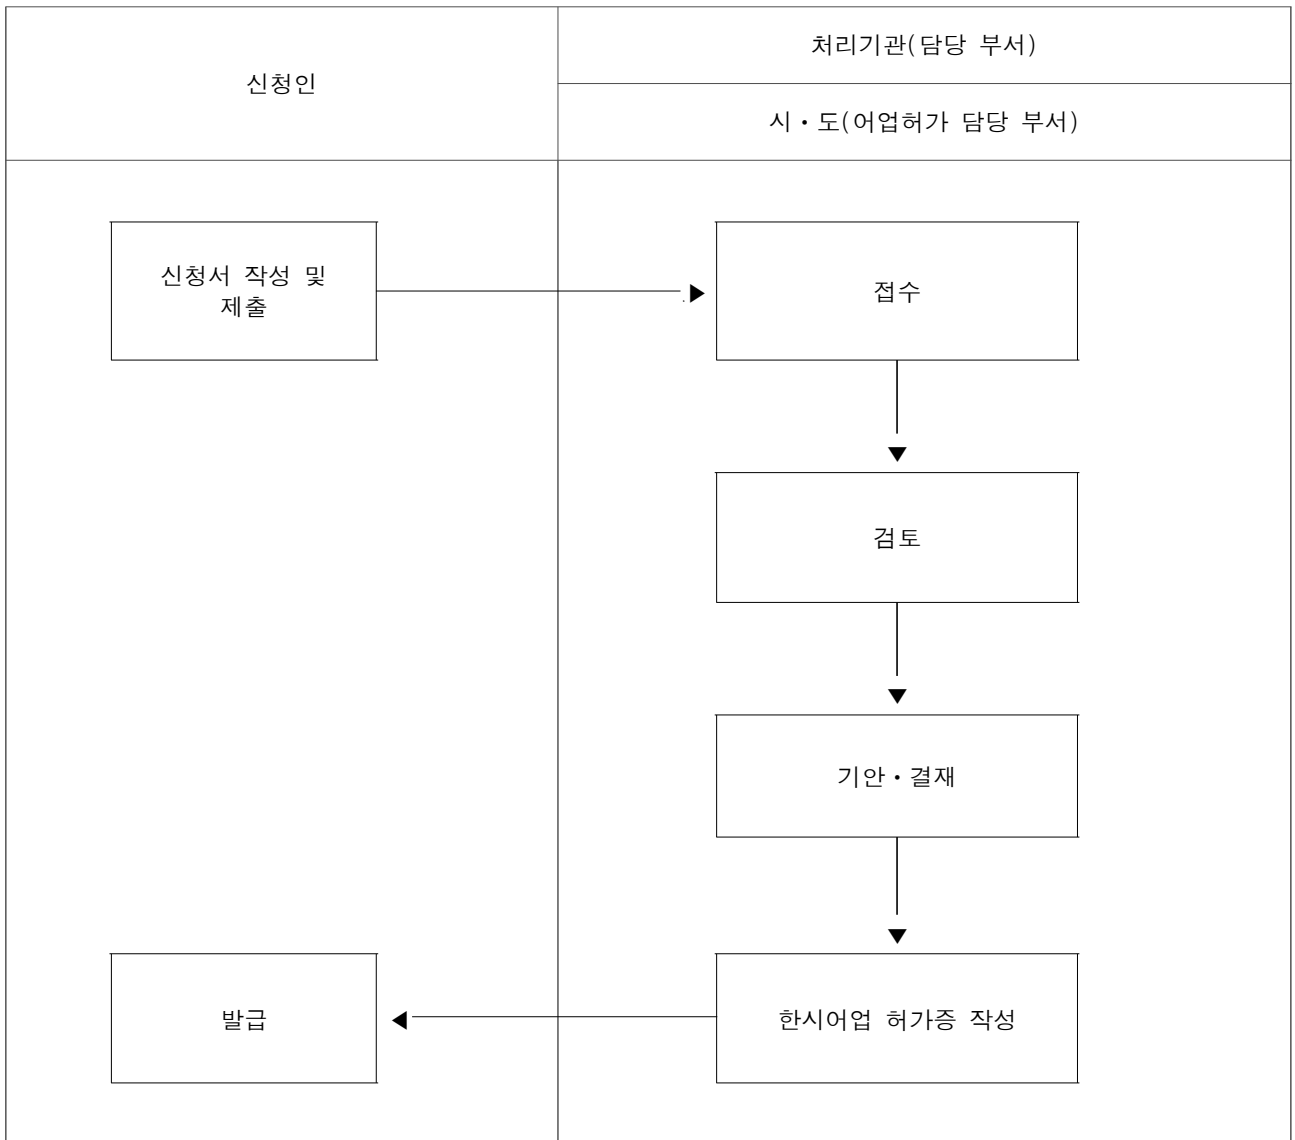 신청인
처리기관(담당 부서)
시・도(어업허가 담당 부서)
신청서 작성 및
제출
접수
검토
기안・결재
한시어업 허가증 작성
발급